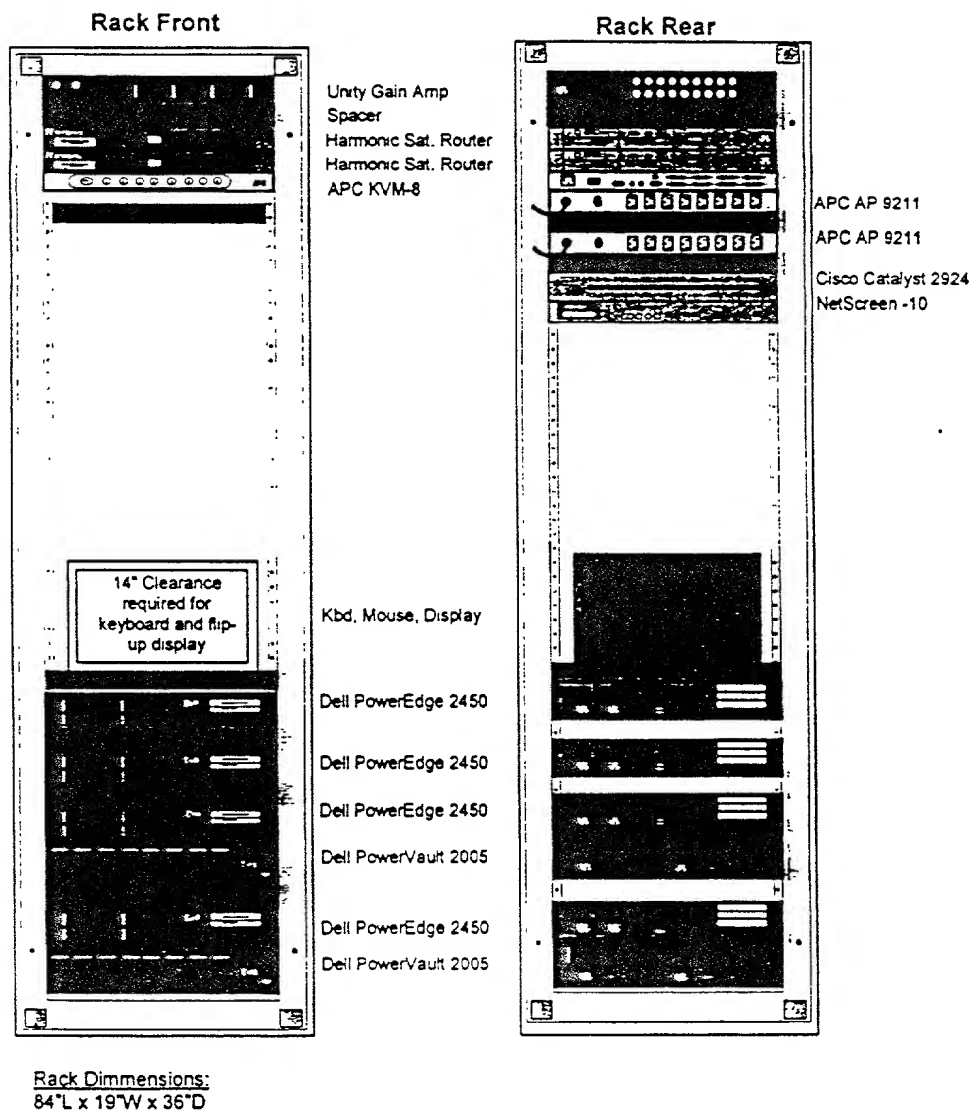 Rack Front
Rack Rear
Unity Gain Amp
Spacer
Harmonic Sat. Router
Harmonic Sat. Router
APC KVM-8
APC AP 9211
APC AP 9211
Cisco Catalyst 2924
NetScreen -10
14" Clearance
required for
keyboard and flip-
up display
Kbd, Mouse, Display
Dell PowerEdge 2450
Dell PowerEdge 2450
Dell PowerEdge 2450
Dell PowerVault 2005
Dell PowerEdge 2450
Dell PowerVault 2005
Rack Dimmensions:
84"L x 19"W x 36"D